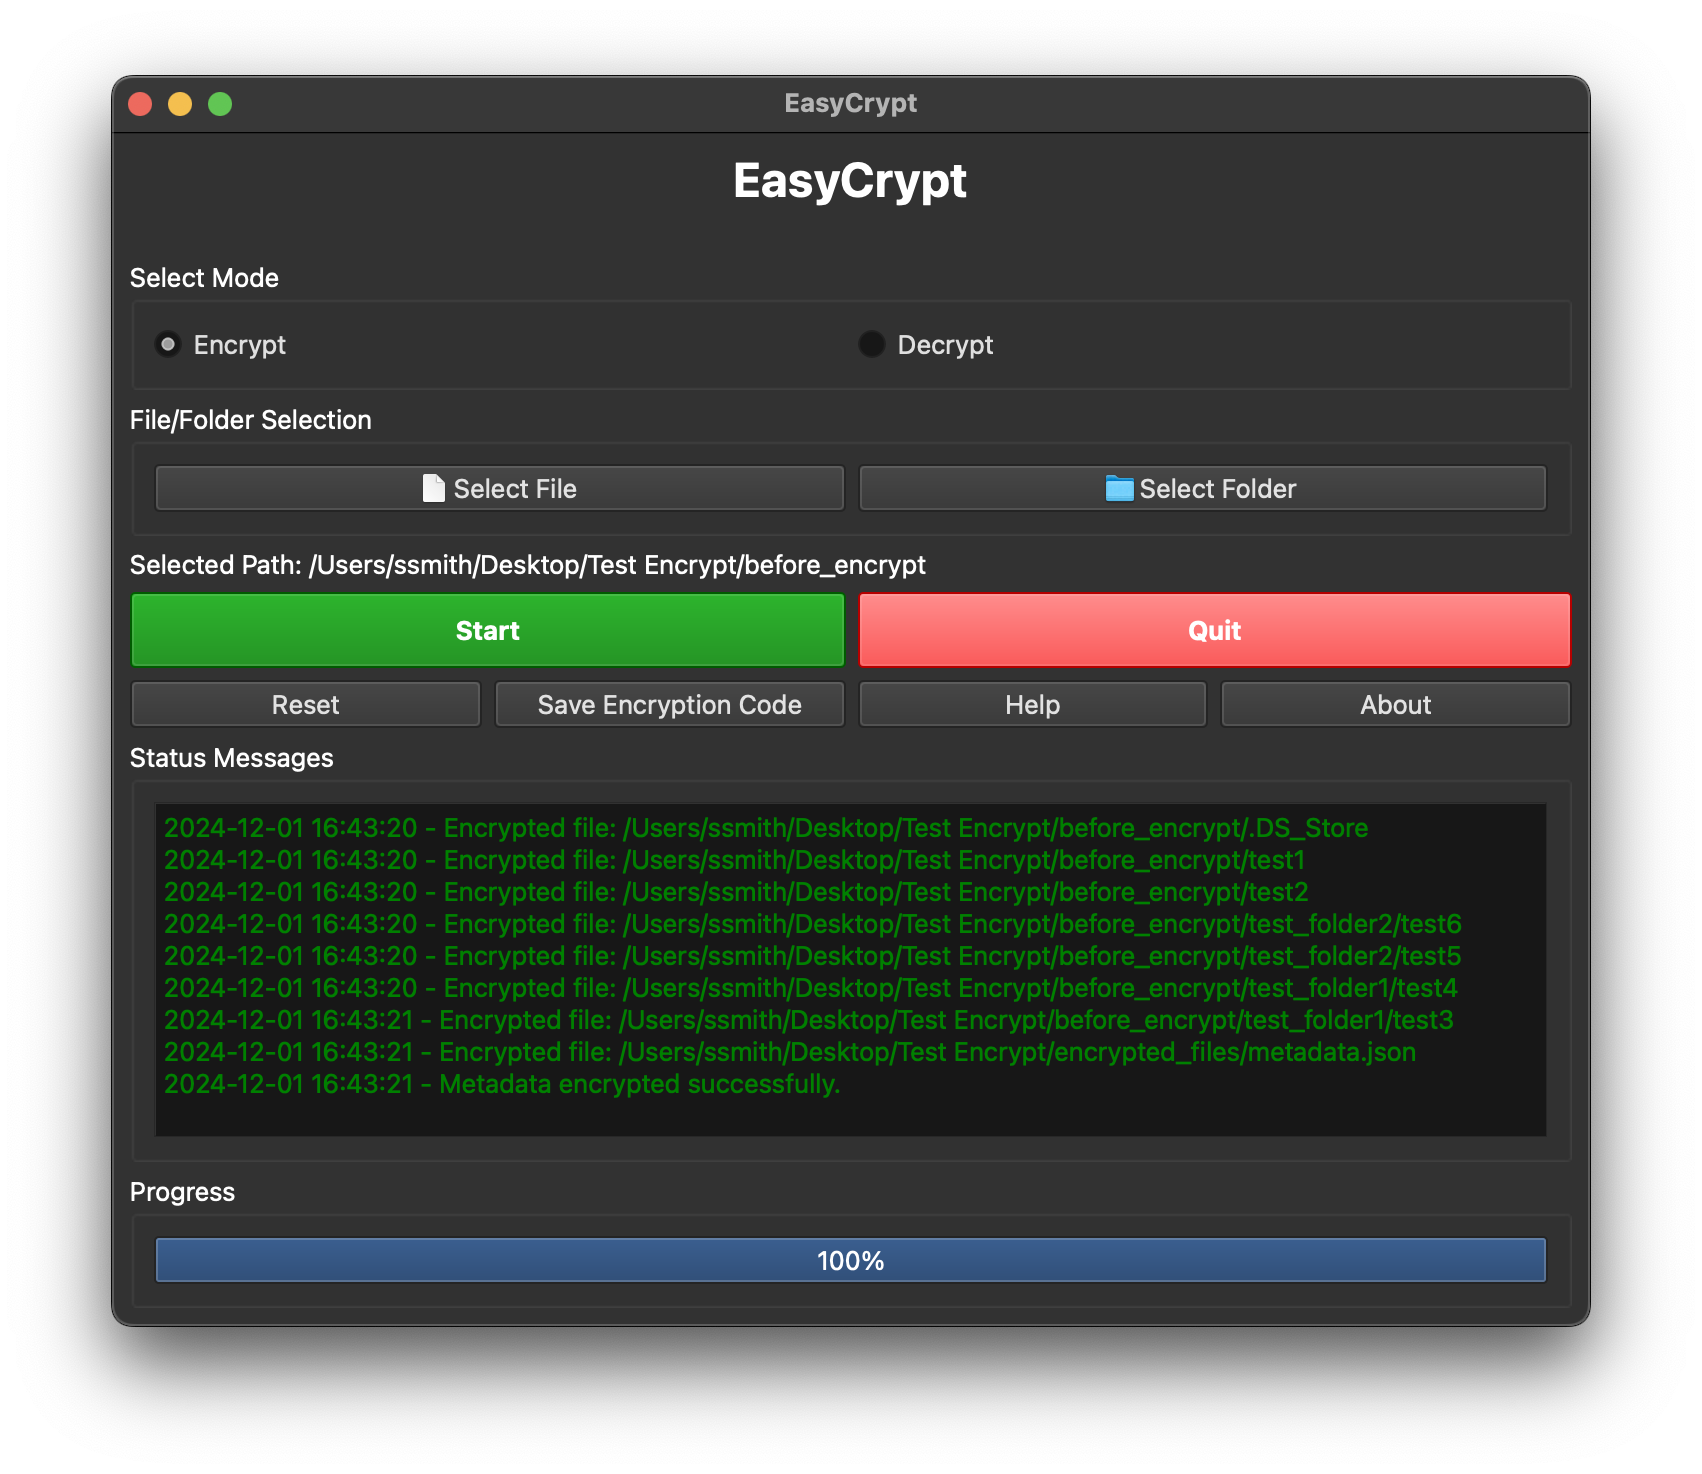 EasyCrypt
EasyCrypt
Select Mode
Encrypt
Decrypt
File/Folder Selection
Select File
Select Folder
Selected Path: /Users/ssmith/Desktop/Test Encrypt/before_encrypt
Start
Quit
Reset
Save Encryption Code
Help
About
Status Messages
2024-12-01 16:43:20 - Encrypted file: /Users/ssmith/Desktop/Test Encrypt/before_encrypt/.DS_Store
2024-12-01 16:43:20 - Encrypted file: /Users/ssmith/Desktop/Test Encrypt/before_encrypt/test1
2024-12-01 16:43:20 - Encrypted file: /Users/ssmith/Desktop/Test Encrypt/before_encrypt/test2
2024-12-01 16:43:20 - Encrypted file: /Users/ssmith/Desktop/Test Encrypt/before_encrypt/test_folder2/test6
2024-12-01 16:43:20 - Encrypted file: /Users/ssmith/Desktop/Test Encrypt/before_encrypt/test_folder2/test5
2024-12-01 16:43:20 - Encrypted file: /Users/ssmith/Desktop/Test Encrypt/before_encrypt/test_folder1/test4
2024-12-01 16:43:21 - Encrypted file: /Users/ssmith/Desktop/Test Encrypt/before_encrypt/test_folder1/test3
2024-12-01 16:43:21 - Encrypted file: /Users/ssmith/Desktop/Test Encrypt/encrypted_files/metadata.json
2024-12-01 16:43:21 - Metadata encrypted successfully.
Progress
100%